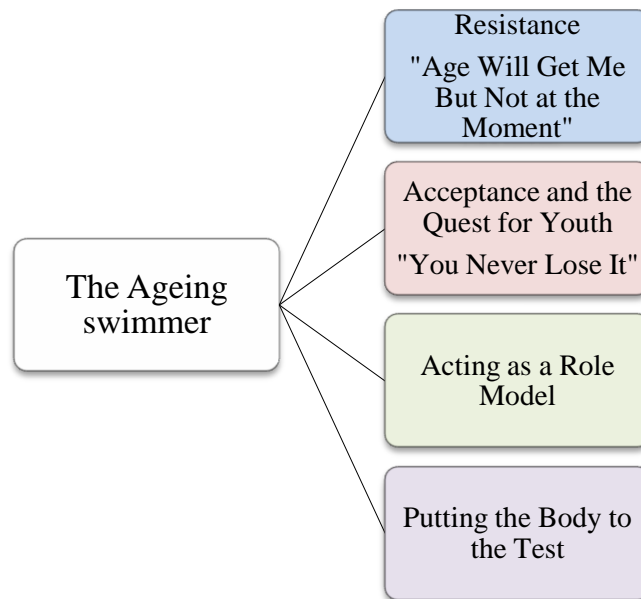 The Ageing
swimmer
Resistance
"Age Will Get Me
But Not at the
Moment"
Acceptance and the
Quest for Youth
"You Never Lose It"
Acting as a Role
Model
Putting the Body to
the Test